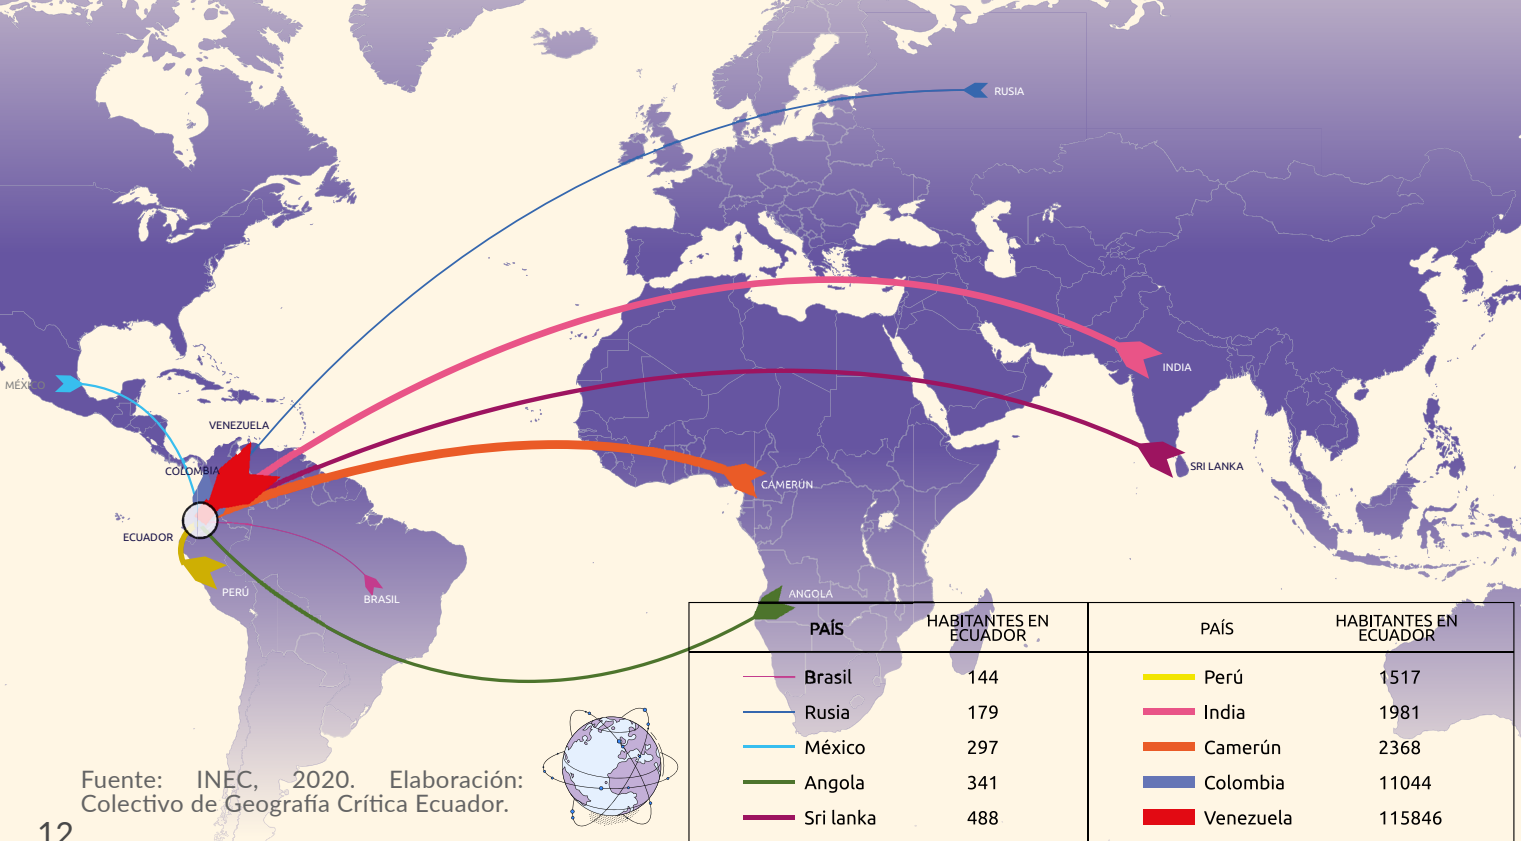 RUSIA
MÉXICO
INDIA
VENEZUELA
COLOMBIA
SRI LANKA
CAMERÚN
ECUADOR
PERÚ
BRASIL
ANGOLA
PAÍS HABITANTES EN ECUADOR PAÍS HABITANTES EN ECUADOR
Brasil 144 Perú 1517
Rusia 179 India 1981
México 297 Camerún 2368
Angola 341 Colombia 11044
Sri lanka 488 Venezuela 115846
Fuente: INEC, 2020. Elaboración:
Colectivo de Geografía Crítica Ecuador.
12